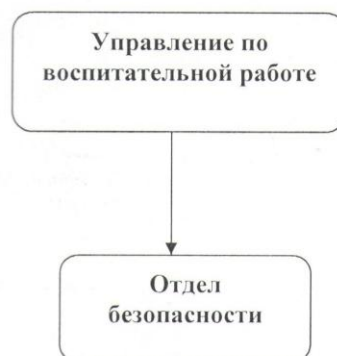 Управление по
воспитательной работе
Отдел
безопасности